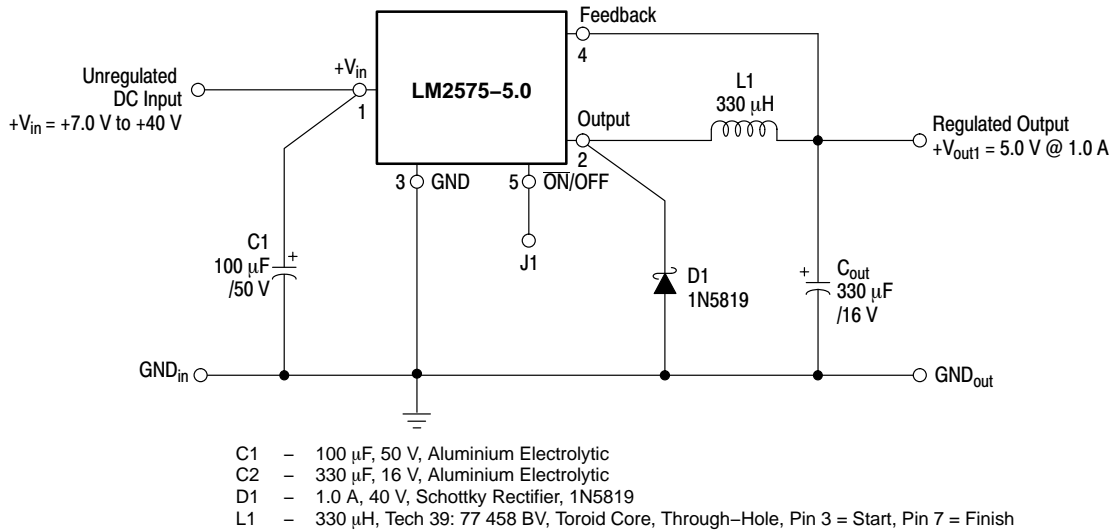 Feedback
4
Unregulated
DC Input
+Vin = +7.0 V to +40 V
+Vin
1
LM2575−5.0
L1
330 μH
Output
2
Regulated Output
+Vout1 = 5.0 V @ 1.0 A
3
GND
5
ON/OFF
J1
C1
100 μF
/50 V
+
D1
1N5819
+
Cout
330 μF
/16 V
GNDin
GNDout
C1 – 100 μF, 50 V, Aluminium Electrolytic
C2 – 330 μF, 16 V, Aluminium Electrolytic
D1 – 1.0 A, 40 V, Schottky Rectifier, 1N5819
L1 – 330 μH, Tech 39: 77 458 BV, Toroid Core, Through−Hole, Pin 3 = Start, Pin 7 = Finish